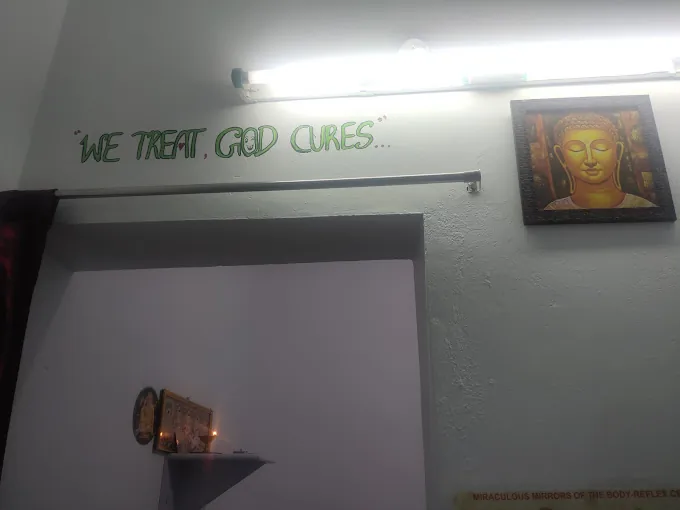 "WE TREAT, GOD CURES"...
MIRACULOUS MIRRORS OF THE BODY-REFLEX